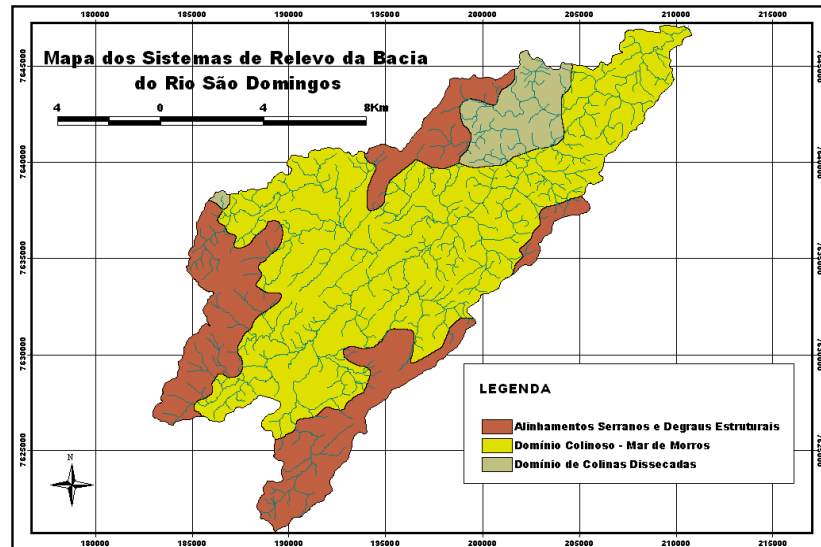 180000 185000 190000 195000 200000 205000 210000 215000
Mapa dos Sistemas de Relevo da Bacia
do Rio São Domingos
4 0 4 8Km
7645000
7640000
7635000
7630000
7625000
7645000
LEGENDA
Alinhamentos Serranos e Degraus Estruturais
Domínio Colinoso - Mar de Morros
Domínio de Colinas Dissecadas
N
180000 185000 190000 195000 200000 205000 210000 215000